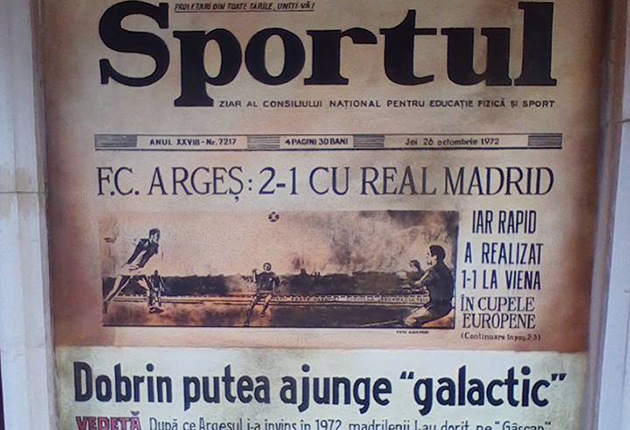 PROLETARI DIN TOATE ȚĂRILE, UNIȚI-VĂ!
Sportul
ZIAR AL CONSILIULUI NAȚIONAL PENTRU EDUCAȚIE FIZICĂ ȘI SPORT
ANUL XXVIII-Nr. 7217
4 PAGINI 30 BANI
Joi 26 octombrie 1972
F.C. ARGEȘ: 2-1 CU REAL MADRID
IAR RAPID
A REALIZAT
1-1 LA VIENA
ÎN CUPELE
EUROPENE
(Continuare în pag. 2-3)
Dobrin putea ajunge "galactic"
VEDETĂ După ce Argeșul i-a învins în 1972, madrilenii l-au dorit pe "Gâscan"